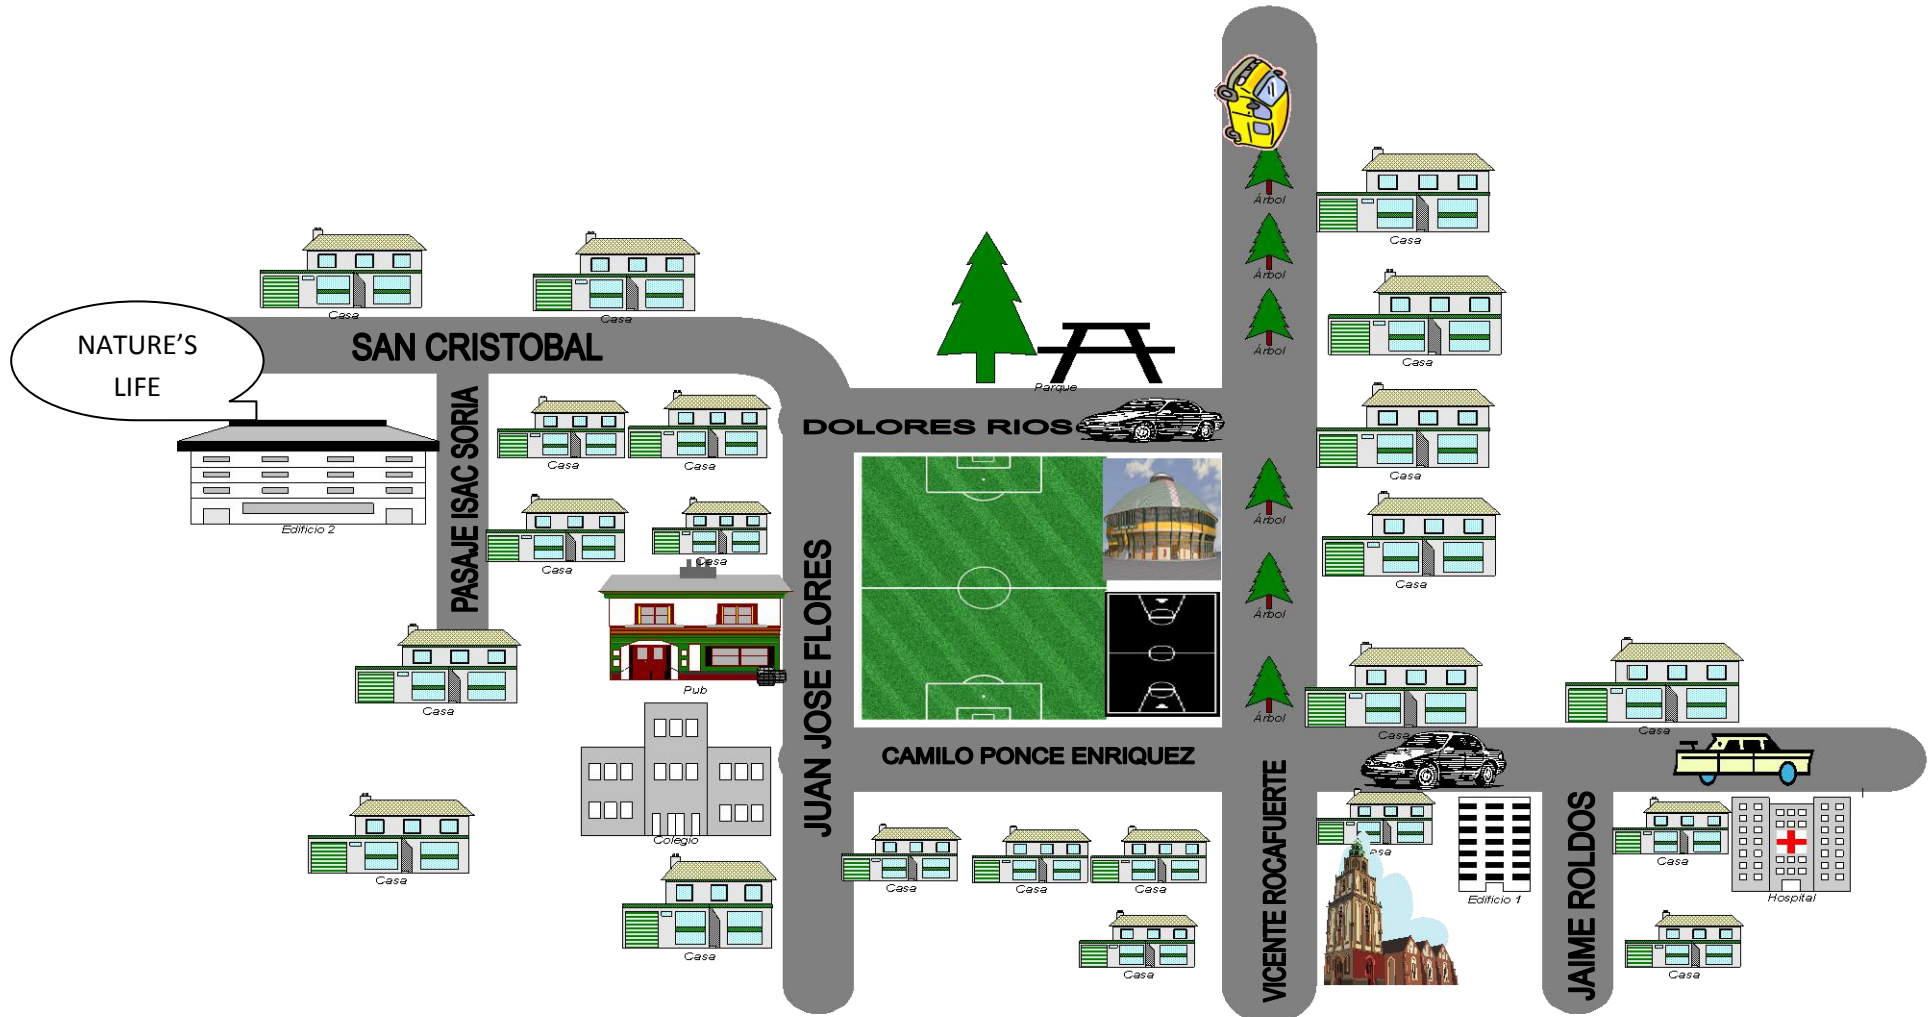 Árbol
Casa
Árbol
Casa
Casa
SAN CRISTOBAL
NATURE'S
LIFE
Árbol
Casa
Parque
PASAJE ISAC SORIA
DOLORES RIOS
Casa
Casa
Casa
Edificio 2
Árbol
Casa
Casa
Casa
Árbol
JUAN JOSE FLORES
Pub
Casa
Árbol
Casa
Casa
CAMILO PONCE ENRIQUEZ
VICENTE ROCAFUERTE
JAIME ROLDOS
Colegio
Casa
Casa
Casa
Casa
Casa
Casa
Edificio 1
Hospital
Casa
Casa
Casa